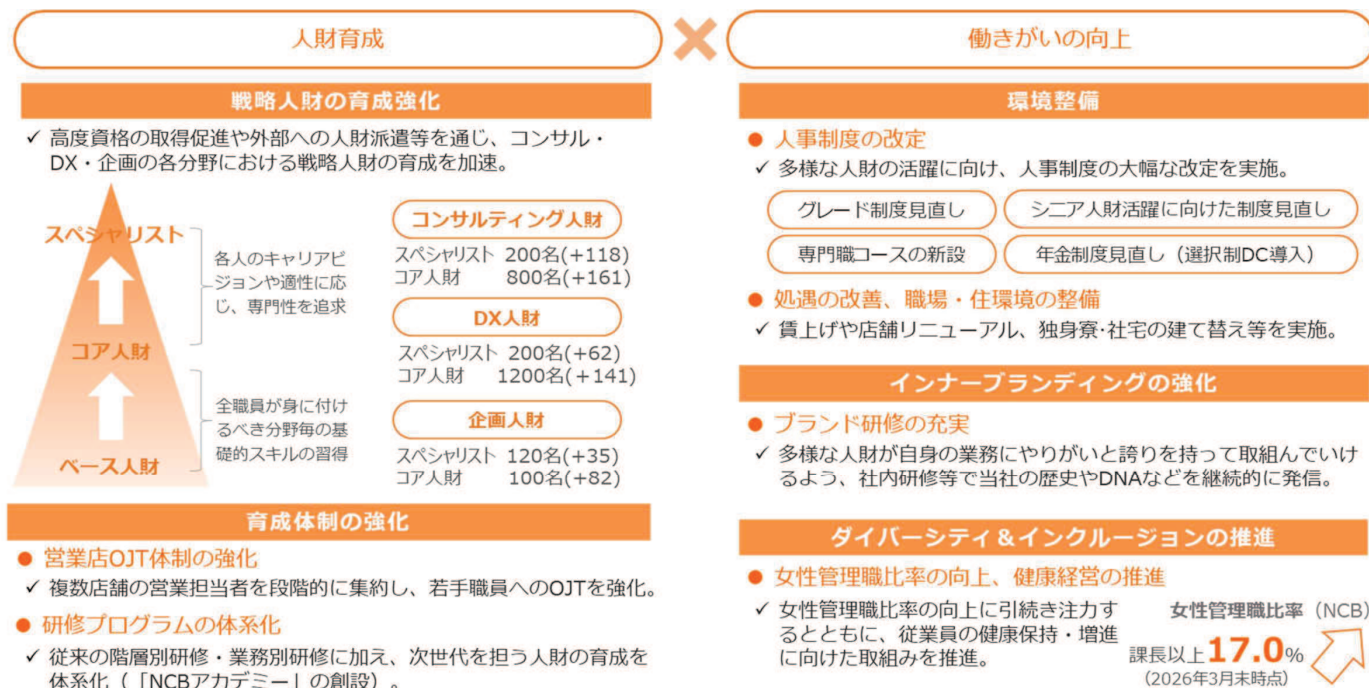 人財育成
戦略人財の育成強化
✓ 高度資格の取得促進や外部への人財派遣等を通じ、コンサル・
DX・企画の各分野における戦略人財の育成を加速。
スペシャリスト
各人のキャリアビ
ジョンや適性に応
じ、専門性を追求
コア人財
全職員が身に付け
るべき分野毎の基
礎的スキルの習得
ベース人財
コンサルティング人財
スペシャリスト 200名(+118)
コア人財 800名(+161)
DX人財
スペシャリスト 200名(+62)
コア人財 1200名(+141)
企画人財
スペシャリスト 120名(+35)
コア人財 100名(+82)
育成体制の強化
● 営業店OJT体制の強化
✓ 複数店舗の営業担当者を段階的に集約し、若手職員へのOJTを強化。
● 研修プログラムの体系化
✓ 従来の階層別研修・業務別研修に加え、次世代を担う人財の育成を
体系化（「NCBアカデミー」の創設）。
×
働きがいの向上
環境整備
● 人事制度の改定
✓ 多様な人財の活躍に向け、人事制度の大幅な改定を実施。
グレード制度見直し
シニア人財活躍に向けた制度見直し
専門職コースの新設
年金制度見直し（選択制DC導入）
● 処遇の改善、職場・住環境の整備
✓ 賃上げや店舗リニューアル、独身寮･社宅の建て替え等を実施。
インナーブランディングの強化
● ブランド研修の充実
✓ 多様な人財が自身の業務にやりがいと誇りを持って取組んでいけ
るよう、社内研修等で当社の歴史やDNAなどを継続的に発信。
ダイバーシティ＆インクルージョンの推進
● 女性管理職比率の向上、健康経営の推進
✓ 女性管理職比率の向上に引続き注力す
るとともに、従業員の健康保持・増進
に向けた取組みを推進。
女性管理職比率（NCB）
課長以上17.0%
（2026年3月末時点）